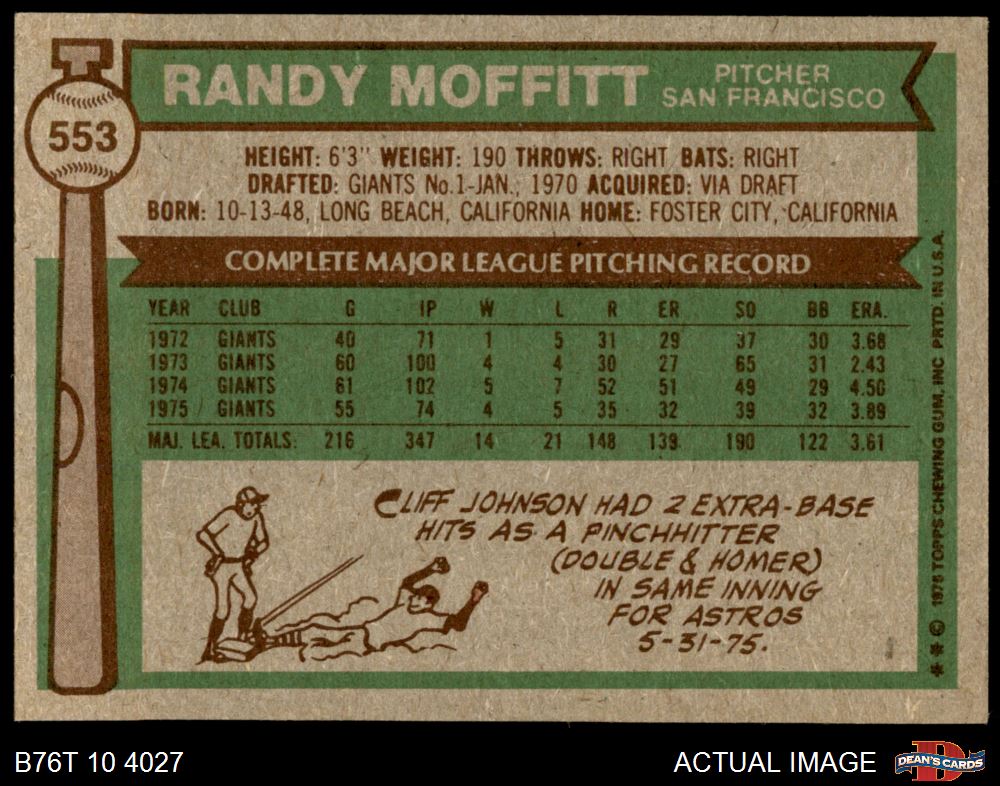 553
RANDY MOFFITT
PITCHER
SAN FRANCISCO
HEIGHT: 6'3" WEIGHT: 190 THROWS: RIGHT BATS: RIGHT
DRAFTED: GIANTS No.1-JAN., 1970 ACQUIRED: VIA DRAFT
BORN: 10-13-48, LONG BEACH, CALIFORNIA HOME: FOSTER CITY, CALIFORNIA
COMPLETE MAJOR LEAGUE PITCHING RECORD
YEAR CLUB G IP W L R ER SO BB ERA.
1972 GIANTS 40 71 1 5 31 29 37 30 3.68
1973 GIANTS 60 100 4 4 30 27 65 31 2.43
1974 GIANTS 61 102 5 7 52 51 49 29 4.50
1975 GIANTS 55 74 4 5 35 32 39 32 3.89
MAJ. LEA. TOTALS. 216 347 14 21 148 139 190 122 3.61
CLIFF JOHNSON HAD 2 EXTRA-BASE
HITS AS A PINCHHITTER
(DOUBLE & HOMER)
IN SAME INNING
FOR ASTROS
5-31-75.
** © 1976 TOPPS CHEWING GUM, INC PRTD. IN U.S.A.
B76T 10 4027
ACTUAL IMAGE
D
DEAN'S CARDS